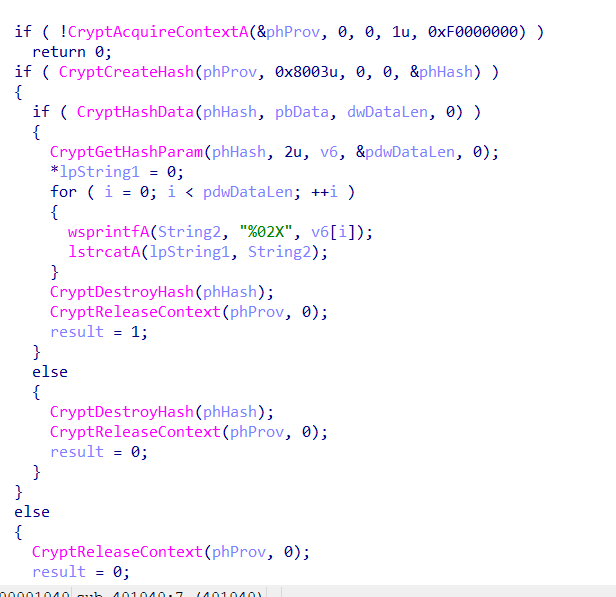 if ( !CryptAcquireContextA(&phProv, 0, 0, 1u, 0xF0000000) )
  return 0;
if ( CryptCreateHash(phProv, 0x8003u, 0, 0, &phHash) )
{
  if ( CryptHashData(phHash, pbData, dwDataLen, 0) )
  {
    CryptGetHashParam(phHash, 2u, v6, &pdwDataLen, 0);
    *lpString1 = 0;
    for ( i = 0; i < pdwDataLen; ++i )
    {
      wsprintfA(String2, "%02X", v6[i]);
      lstrcatA(lpString1, String2);
    }
    CryptDestroyHash(phHash);
    CryptReleaseContext(phProv, 0);
    result = 1;
  }
  else
  {
    CryptDestroyHash(phHash);
    CryptReleaseContext(phProv, 0);
    result = 0;
  }
}
else
{
  CryptReleaseContext(phProv, 0);
  result = 0;